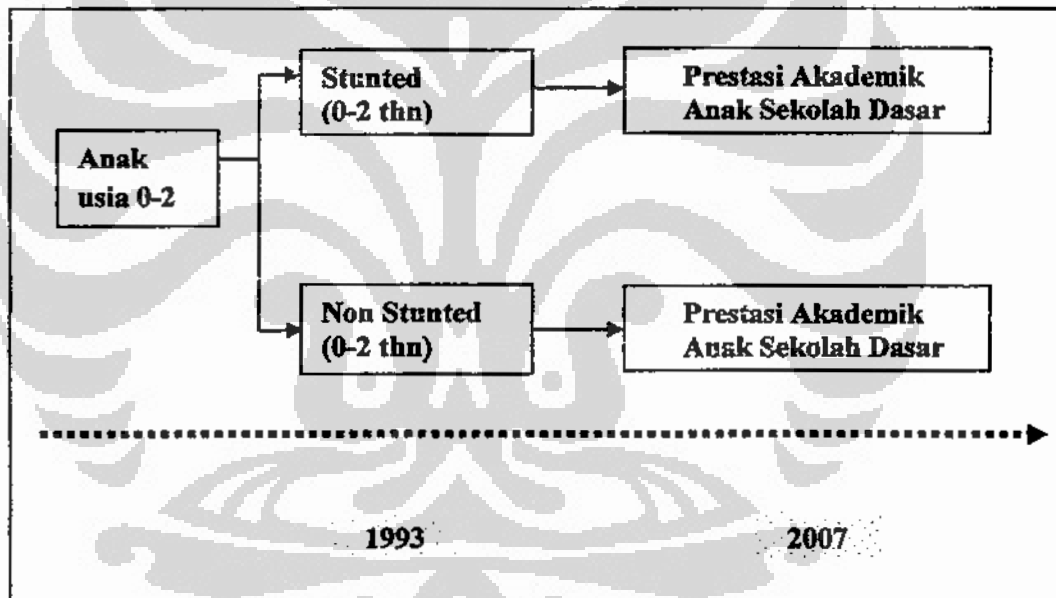 Stunted
(0-2 thn)
Prestasi Akademik
Anak Sekolah Dasar
Anak
usia 0-2
Non Stunted
(0-2 thn)
Prestasi Akademik
Anak Sekolah Dasar
1993
2007